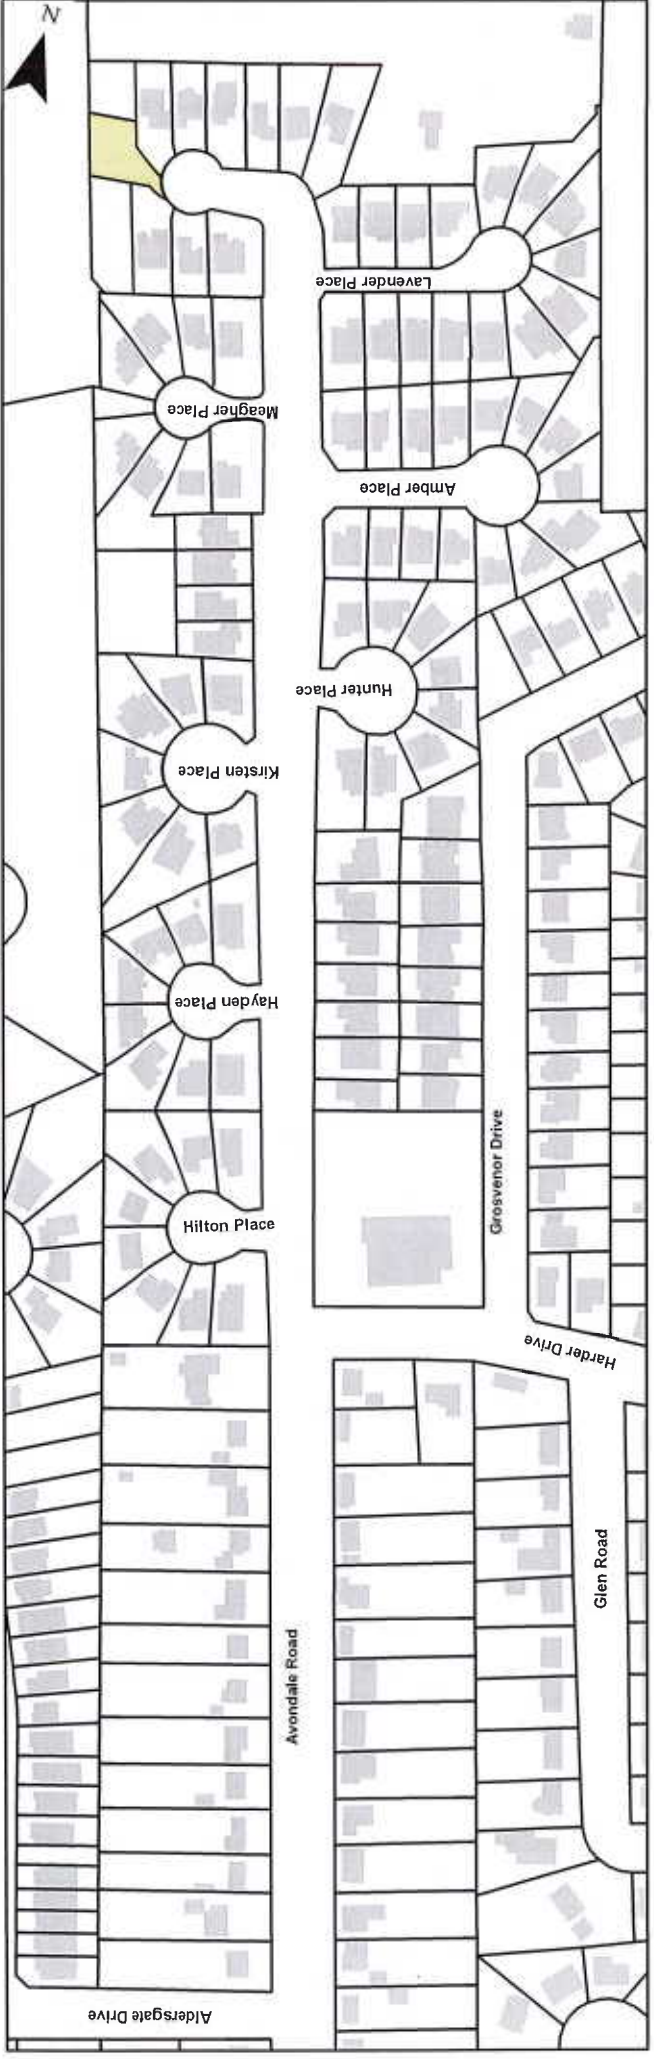 N
Lavender Place
Meagher Place
Amber Place
Hunter Place
Kirsten Place
Hayden Place
Grosvenor Drive
Hilton Place
Harder Drive
Glen Road
Avondale Road
Aldersgate Drive